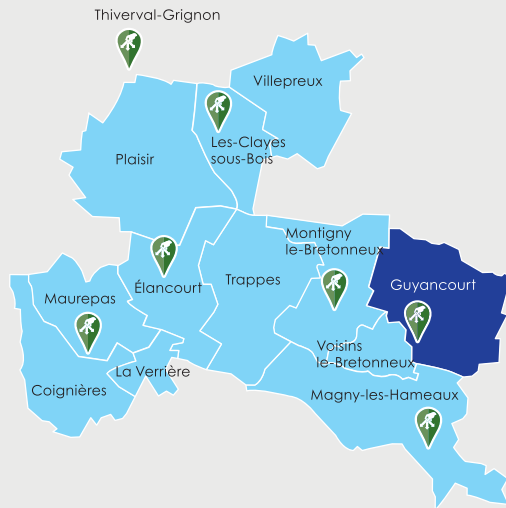 Thiverval-Grignon
Villepreux
Les-Clayes
sous-Bois
Plaisir
Montigny
le-Bretonneux
Guyancourt
Élancourt
Trappes
Maurepas
Voisins
le-Bretonneux
La Verrière
Coignières
Magny-les-Hameaux